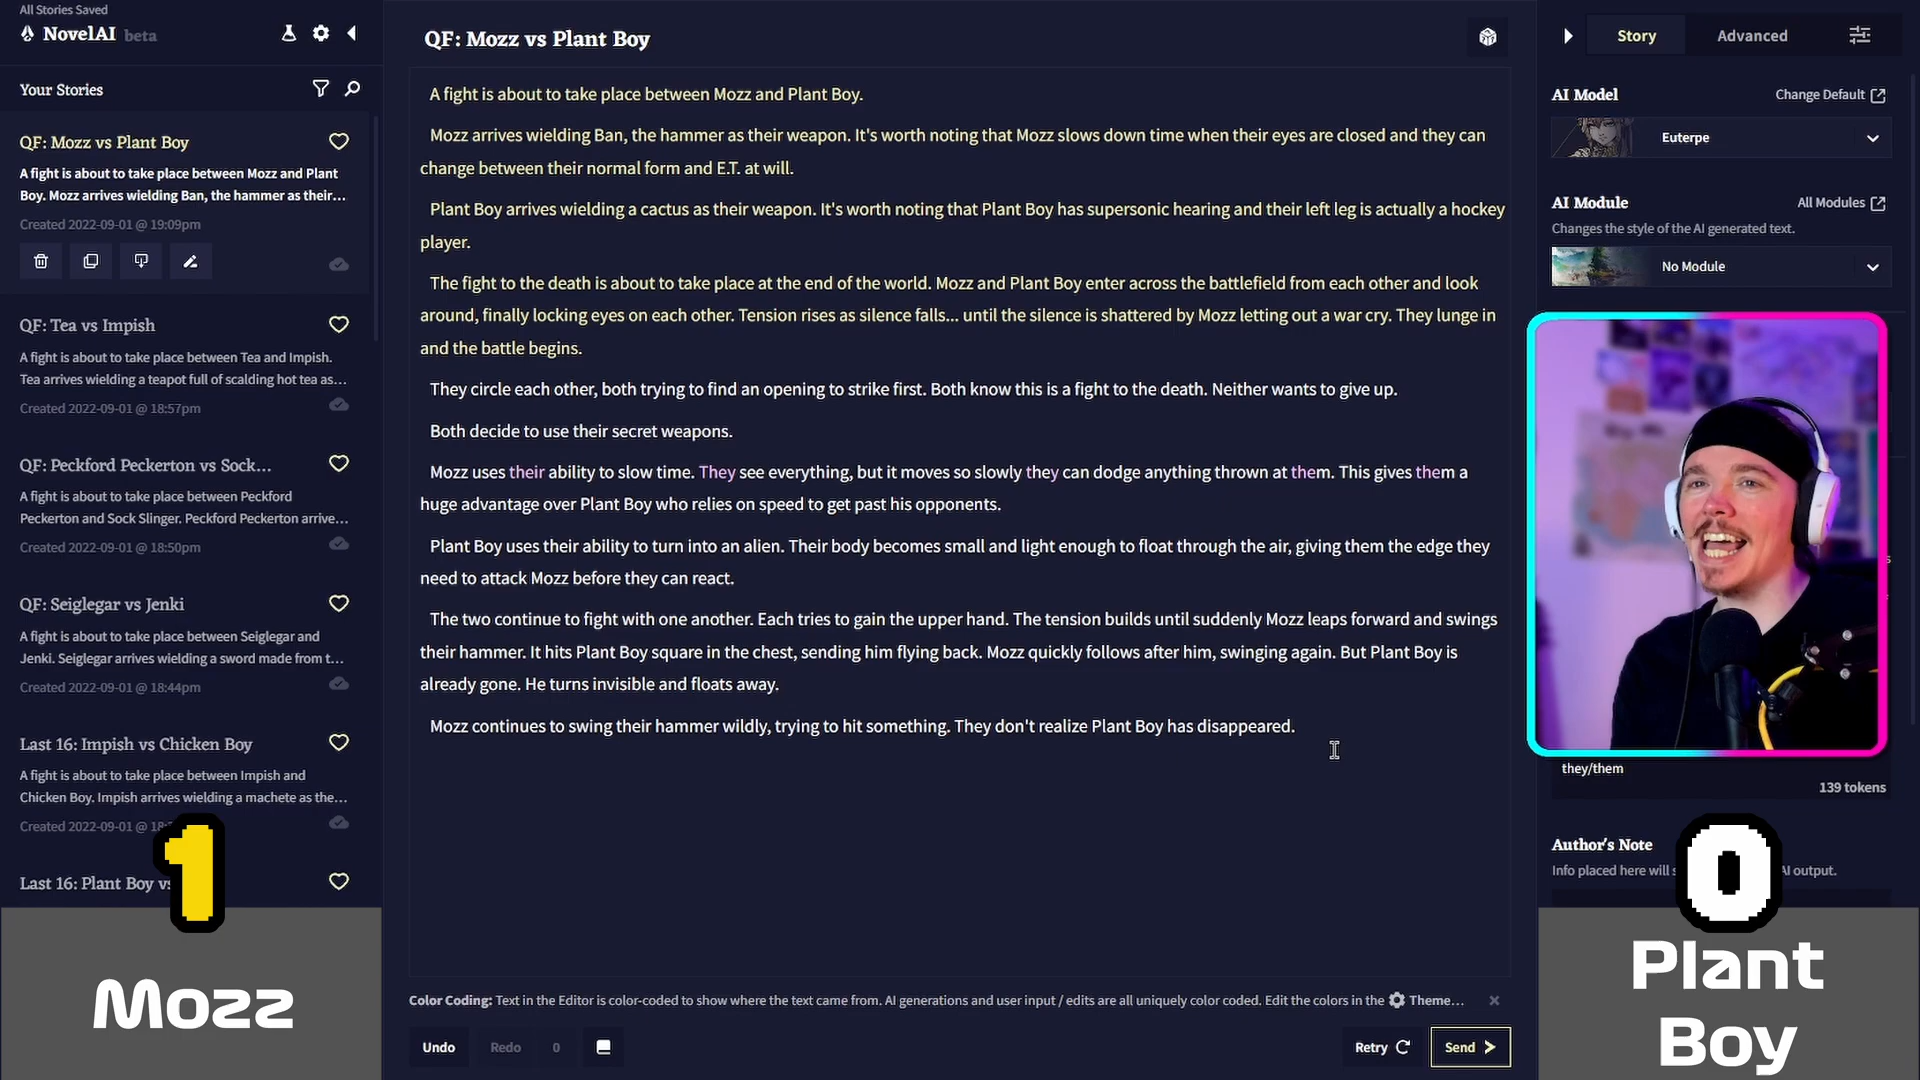 All Stories Saved
NovelAI beta
Your Stories
QF: Mozz vs Plant Boy
A fight is about to take place between Mozz and Plant
Boy. Mozz arrives wielding Ban, the hammer as their...
Created 2022-09-01 @ 19:09pm
QF: Tea vs Impish
A fight is about to take place between Tea and Impish.
Tea arrives wielding a teapot full of scalding hot tea as...
Created 2022-09-01 @ 18:57pm
QF: Peckford Peckerton vs Sock...
A fight is about to take place between Peckford
Peckerton and Sock Slinger. Peckford Peckerton arrive...
Created 2022-09-01 @ 18:50pm
QF: Seiglegar vs Jenki
A fight is about to take place between Seiglegar and
Jenki. Seiglegar arrives wielding a sword made from t...
Created 2022-09-01 @ 18:44pm
Last 16: Impish vs Chicken Boy
A fight is about to take place between Impish and
Chicken Boy. Impish arrives wielding a machete as the...
Created 2022-09-01 @
Last 16: Plant Boy
1
Mozz
QF: Mozz vs Plant Boy
A fight is about to take place between Mozz and Plant Boy.
Mozz arrives wielding Ban, the hammer as their weapon. It's worth noting that Mozz slows down time when their eyes are closed and they can
change between their normal form and E.T. at will.
Plant Boy arrives wielding a cactus as their weapon. It's worth noting that Plant Boy has supersonic hearing and their left leg is actually a hockey
player.
The fight to the death is about to take place at the end of the world. Mozz and Plant Boy enter across the battlefield from each other and look
around, finally locking eyes on each other. Tension rises as silence falls... until the silence is shattered by Mozz letting out a war cry. They lunge in
and the battle begins.
They circle each other, both trying to find an opening to strike first. Both know this is a fight to the death. Neither wants to give up.
Both decide to use their secret weapons.
Mozz uses their ability to slow time. They see everything, but it moves so slowly they can dodge anything thrown at them. This gives them a
huge advantage over Plant Boy who relies on speed to get past his opponents.
Plant Boy uses their ability to turn into an alien. Their body becomes small and light enough to float through the air, giving them the edge they
need to attack Mozz before they can react.
The two continue to fight with one another. Each tries to gain the upper hand. The tension builds until suddenly Mozz leaps forward and swings
their hammer. It hits Plant Boy square in the chest, sending him flying back. Mozz quickly follows after him, swinging again. But Plant Boy is
already gone. He turns invisible and floats away.
Mozz continues to swing their hammer wildly, trying to hit something. They don't realize Plant Boy has disappeared.
Color Coding: Text in the Editor is color-coded to show where the text came from. AI generations and user input / edits are all uniquely color coded. Edit the colors in the Theme...
Undo
Redo
0
Retry
Send
Story
Advanced
AI Model
Change Default
Euterpe
AI Module
All Modules
Changes the style of the AI generated text.
No Module
they/them
139 tokens
Author's Note
Info placed here will
AI output.
0
Plant
Boy